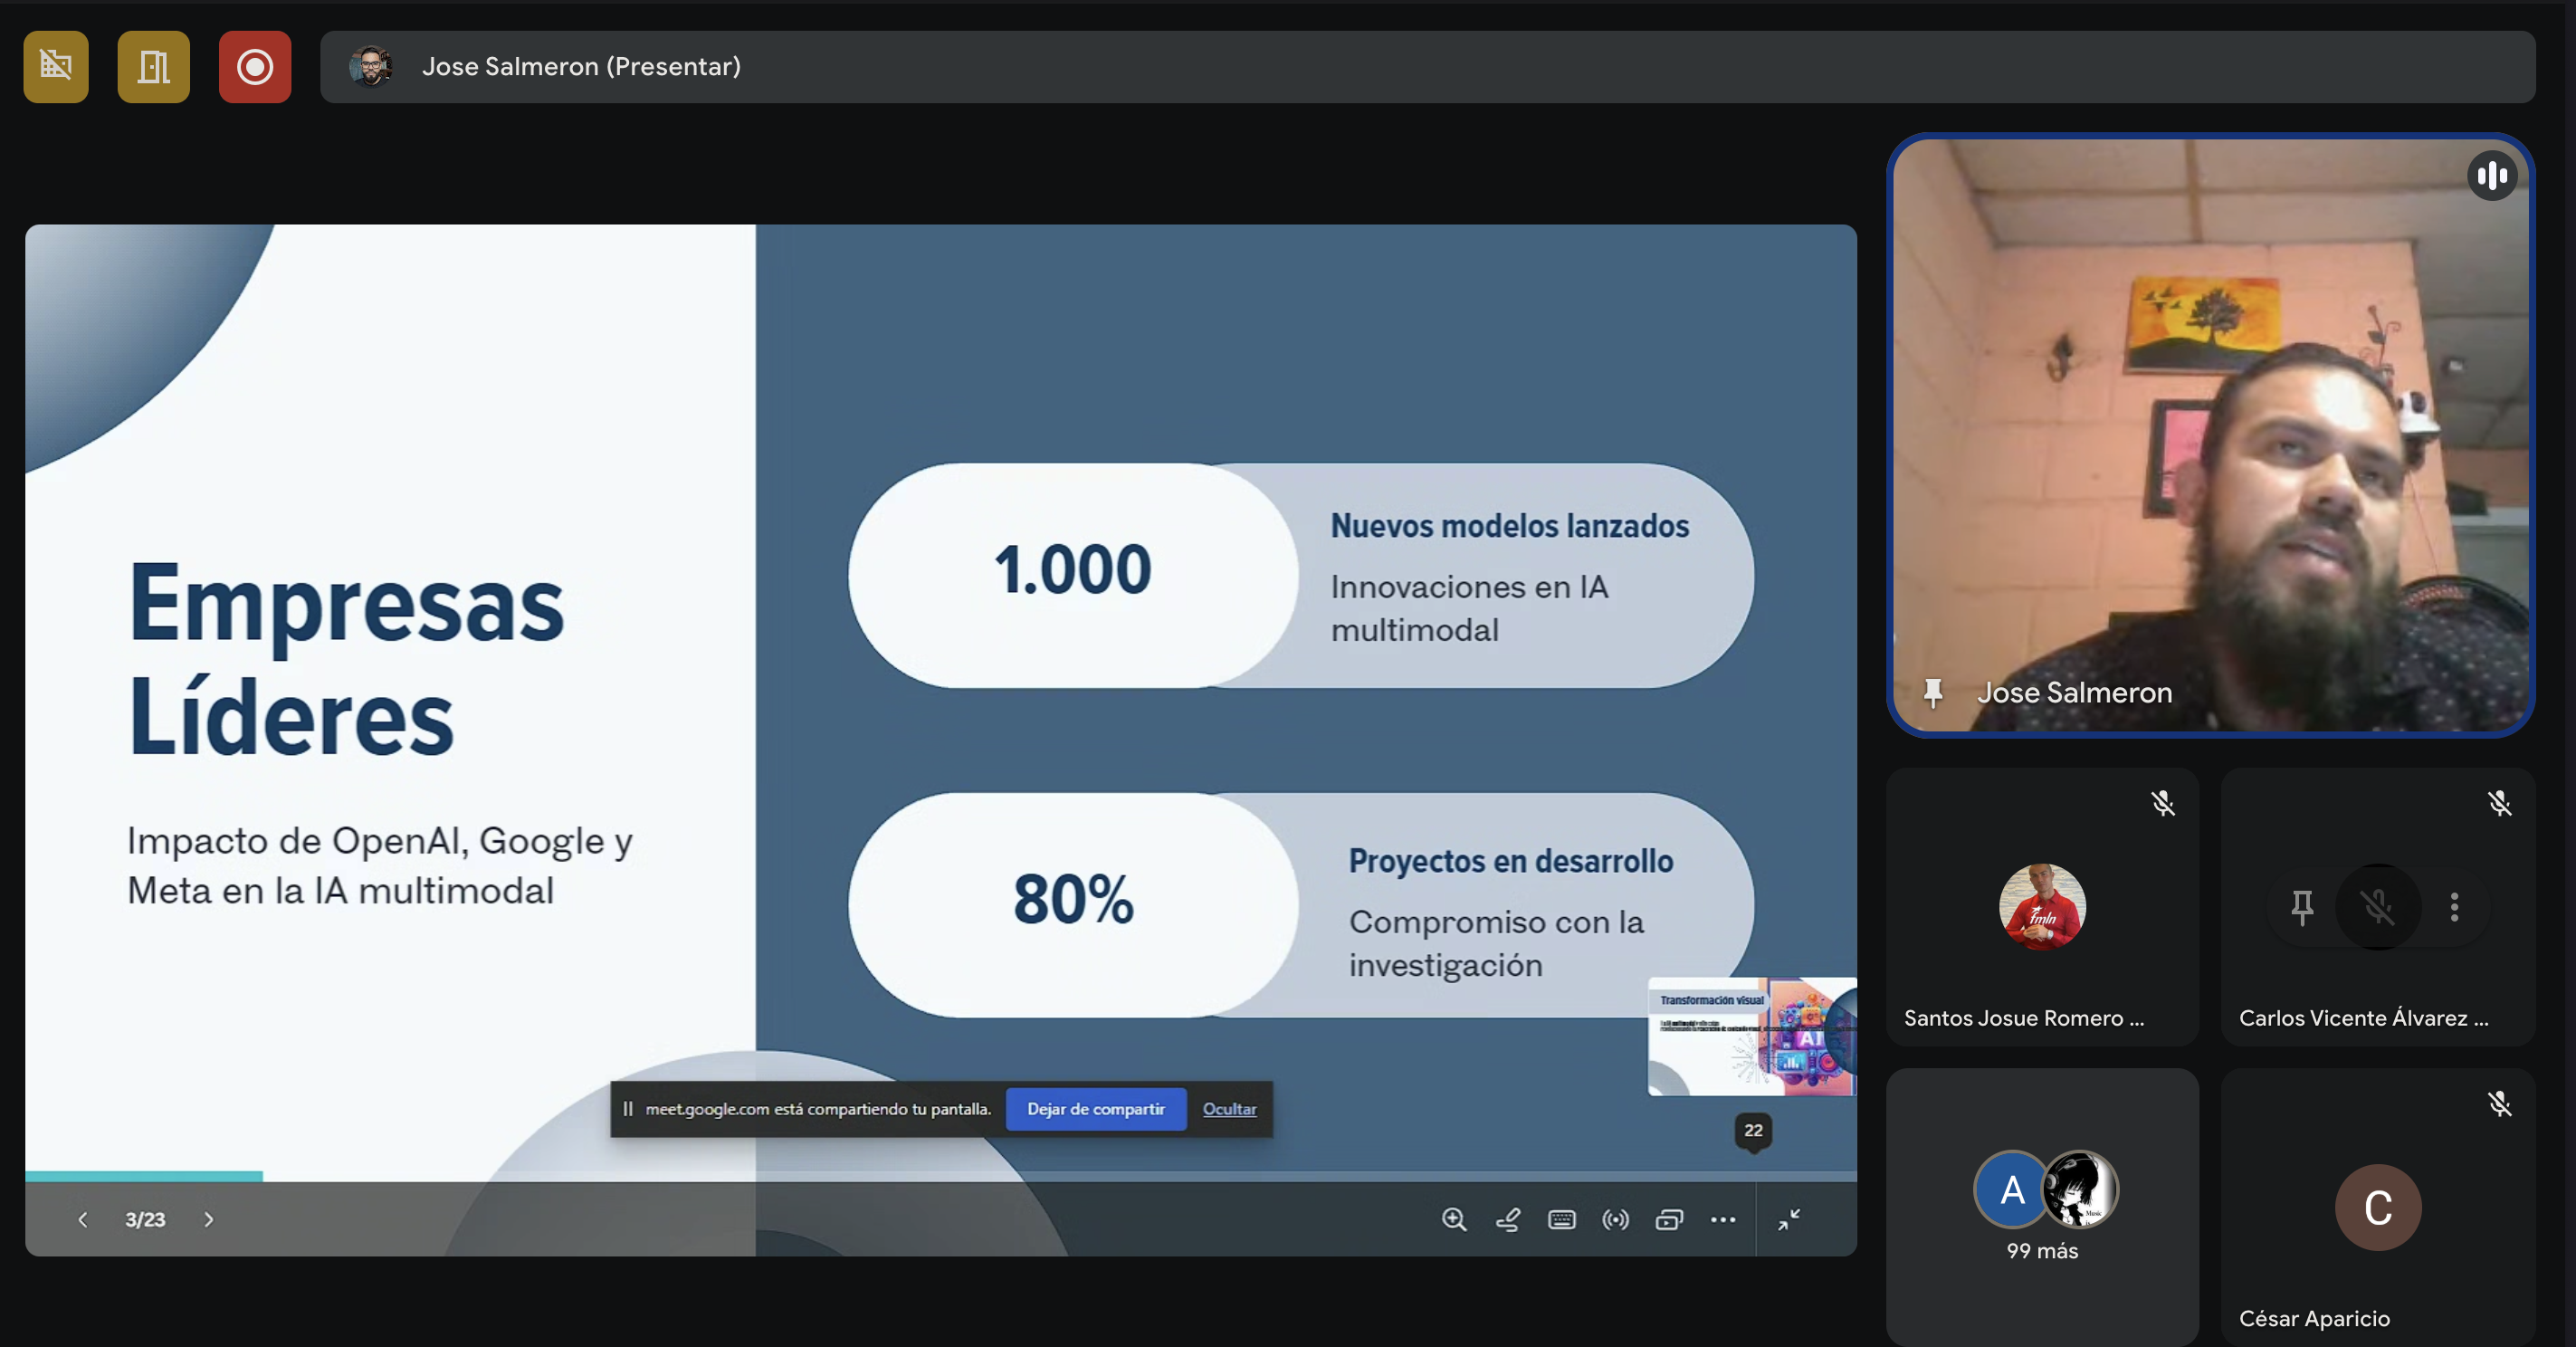 Jose Salmeron (Presentar)
Empresas
Líderes
Impacto de OpenAI, Google y
Meta en la IA multimodal
1.000
Nuevos modelos lanzados
Innovaciones en IA
multimodal
80%
Proyectos en desarrollo
Compromiso con la
investigación
Transformación visual
AI
meet.google.com está compartiendo tu pantalla.
Dejar de compartir
Ocultar
22
3/23
Jose Salmeron
fmln
Santos Josue Romero ...
Carlos Vicente Álvarez ...
A
Music
99 más
C
César Aparicio